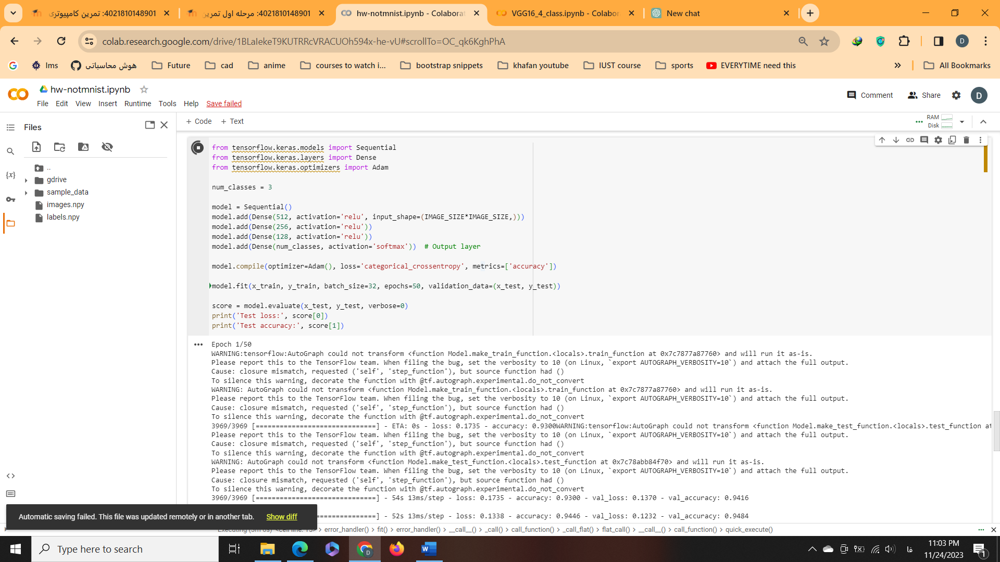 4021810148901: تمرین کامپیوتری
4021810148901: مرحله اول تمرین
hw-notmnist.ipynb - Colaborat
VGG16_4_class.ipynb - Colabor
New chat
colab.research.google.com/drive/1BLaIekeT9KUTRRcVRACUOh594x-he-vU#scrollTo=OC_qk6KghPhA
D
lms
هوش محاسباتی
Future
cad
anime
courses to watch i...
bootstrap snippets
khafan youtube
IUST course
sports
EVERYTIME need this
All Bookmarks
hw-notmnist.ipynb
File Edit View Insert Runtime Tools Help Save failed
Comment
Share
D
Files
+ Code + Text
RAM
Disk
..
gdrive
sample_data
images.npy
labels.npy
from tensorflow.keras.models import Sequential
from tensorflow.keras.layers import Dense
from tensorflow.keras.optimizers import Adam
num_classes = 3
model = Sequential()
model.add(Dense(512, activation='relu', input_shape=(IMAGE_SIZE*IMAGE_SIZE,)))
model.add(Dense(256, activation='relu'))
model.add(Dense(128, activation='relu'))
model.add(Dense(num_classes, activation='softmax'))  # Output layer
model.compile(optimizer=Adam(), loss='categorical_crossentropy', metrics=['accuracy'])
model.fit(x_train, y_train, batch_size=32, epochs=50, validation_data=(x_test, y_test))
score = model.evaluate(x_test, y_test, verbose=0)
print('Test loss:', score[0])
print('Test accuracy:', score[1])
Epoch 1/50
WARNING:tensorflow:AutoGraph could not transform <function Model.make_train_function.<locals>.train_function at 0x7c7877a87760> and will run it as-is.
Please report this to the TensorFlow team. When filing the bug, set the verbosity to 10 (on Linux, `export AUTOGRAPH_VERBOSITY=10`) and attach the full output.
Cause: closure mismatch, requested ('self', 'step_function'), but source function had ()
To silence this warning, decorate the function with @tf.autograph.experimental.do_not_convert
WARNING: AutoGraph could not transform <function Model.make_train_function.<locals>.train_function at 0x7c7877a87760> and will run it as-is.
Please report this to the TensorFlow team. When filing the bug, set the verbosity to 10 (on Linux, `export AUTOGRAPH_VERBOSITY=10`) and attach the full output.
Cause: closure mismatch, requested ('self', 'step_function'), but source function had ()
To silence this warning, decorate the function with @tf.autograph.experimental.do_not_convert
3969/3969 [==============================] - ETA: 0s - loss: 0.1735 - accuracy: 0.9300WARNING:tensorflow:AutoGraph could not transform <function Model.make_test_function.<locals>.test_function at
Please report this to the TensorFlow team. When filing the bug, set the verbosity to 10 (on Linux, `export AUTOGRAPH_VERBOSITY=10`) and attach the full output.
Cause: closure mismatch, requested ('self', 'step_function'), but source function had ()
To silence this warning, decorate the function with @tf.autograph.experimental.do_not_convert
WARNING: AutoGraph could not transform <function Model.make_test_function.<locals>.test_function at 0x7c78abb84f70> and will run it as-is.
Please report this to the TensorFlow team. When filing the bug, set the verbosity to 10 (on Linux, `export AUTOGRAPH_VERBOSITY=10`) and attach the full output.
Cause: closure mismatch, requested ('self', 'step_function'), but source function had ()
To silence this warning, decorate the function with @tf.autograph.experimental.do_not_convert
3969/3969 [==============================] - 54s 13ms/step - loss: 0.1735 - accuracy: 0.9300 - val_loss: 0.1370 - val_accuracy: 0.9416
==============] - 52s 13ms/step - loss: 0.1338 - accuracy: 0.9446 - val_loss: 0.1232 - val_accuracy: 0.9484
Automatic saving failed. This file was updated remotely or in another tab. Show diff
> error_handler() > fit() > error_handler() > __call__() > _call() > call_function() > _call_flat() > flat_call() > __call__() > call_function() > quick_execute()
Type here to search
D
فا
11:03 PM
11/24/2023
1